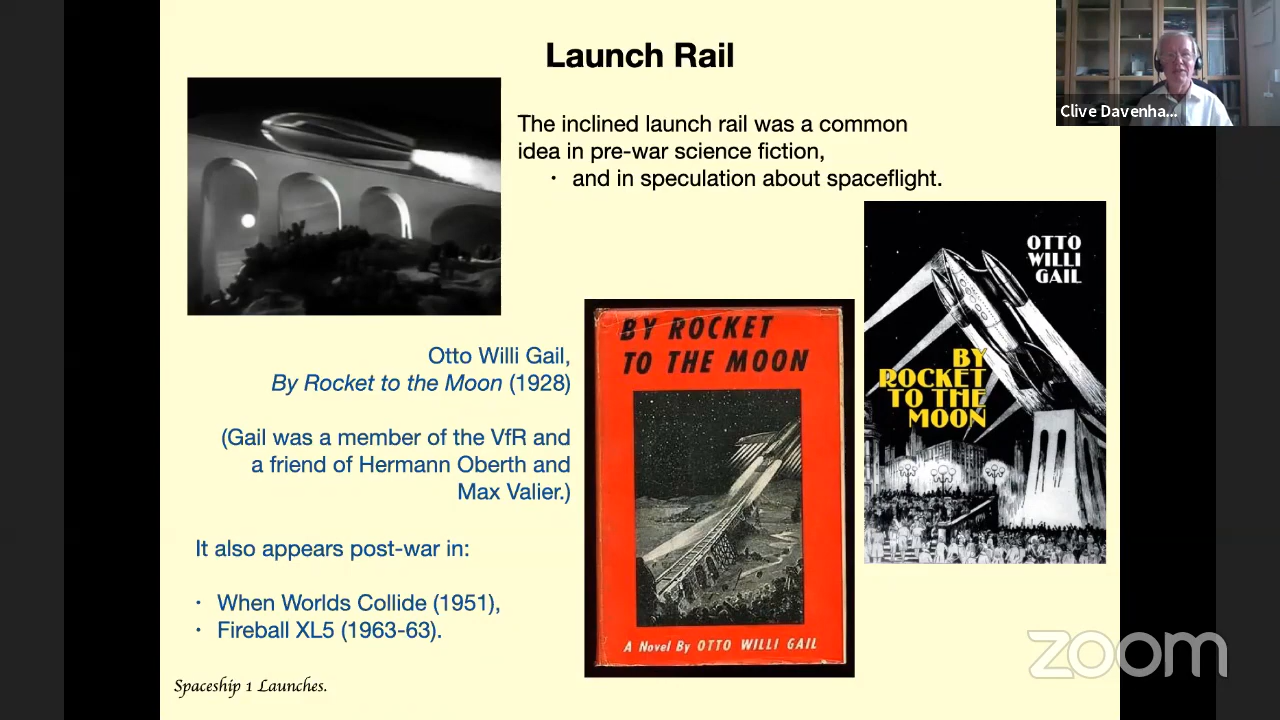 Launch Rail
Clive Davenha...
The inclined launch rail was a common
idea in pre-war science fiction,
• and in speculation about spaceflight.
Otto Willi Gail,
By Rocket to the Moon (1928)
(Gail was a member of the VfR and
a friend of Hermann Oberth and
Max Valier.)
It also appears post-war in:
• When Worlds Collide (1951),
• Fireball XL5 (1963-63).
BY ROCKET
TO THE MOON
A Novel By OTTO WILLI GAIL
OTTO
WILLI
GAIL
BY
ROCKET
TO THE
MOON
Spaceship 1 Launches.
zoom